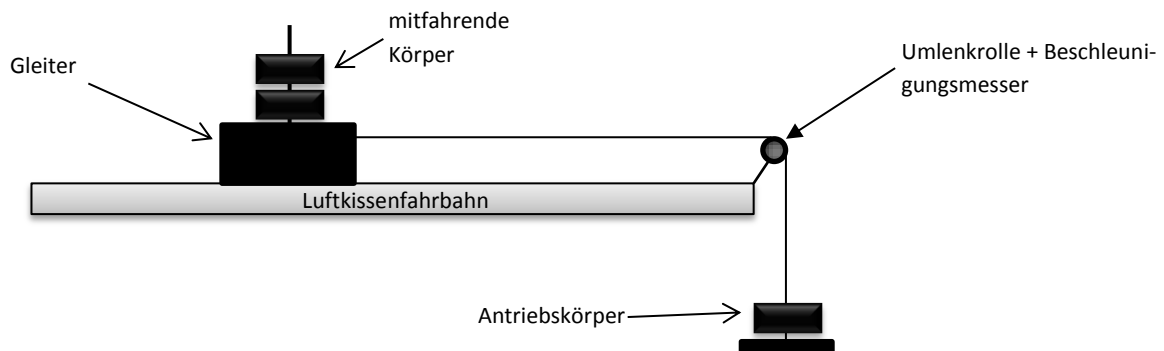 mitfahrende
Körper
Gleiter
Umlenkrolle + Beschleuni-
gungsmesser
Luftkissenfahrbahn
Antriebskörper